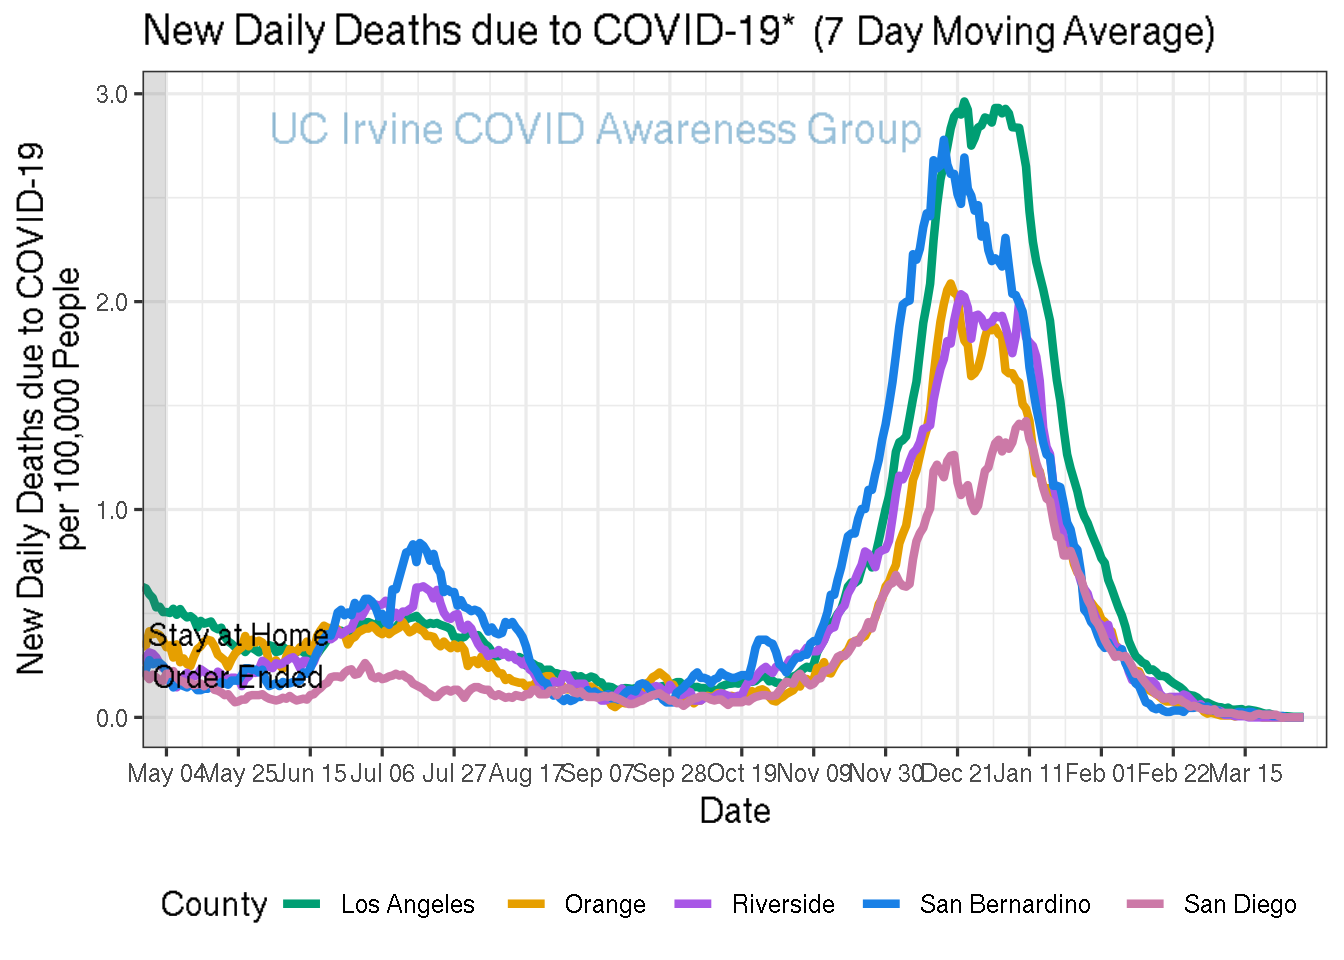 New Daily Deaths due to COVID-19* (7 Day Moving Average)
UC Irvine COVID Awareness Group
New Daily Deaths due to COVID-19
per 100,000 People
3.0
2.0
1.0
0.0
Stay at Home
Order Ended
May 04 May 25 Jun 15 Jul 06 Jul 27 Aug 17 Sep 07 Sep 28 Oct 19 Nov 09 Nov 30 Dec 21 Jan 11 Feb 01 Feb 22 Mar 15
Date
County Los Angeles Orange Riverside San Bernardino San Diego